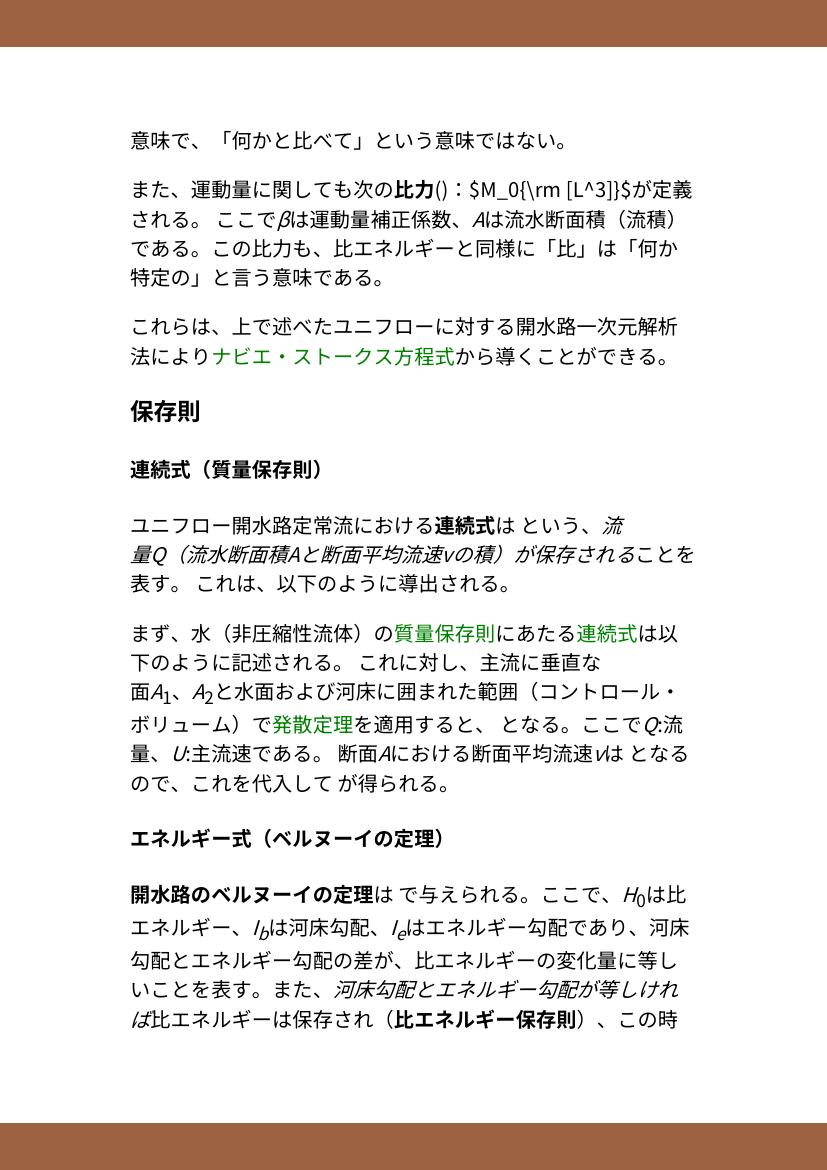 意味で、「何かと比べて」という意味ではない。
また、運動量に関しても次の比力()：$M_0{\rm [L^3]}$が定義
される。 ここでβは運動量補正係数、Aは流水断面積（流積）
である。この比力も、比エネルギーと同様に「比」は「何か
特定の」と言う意味である。
これらは、上で述べたユニフローに対する開水路一次元解析
法によりナビエ・ストークス方程式から導くことができる。
保存則
連続式（質量保存則）
ユニフロー開水路定常流における連続式は という、流
量Q（流水断面積Aと断面平均流速vの積）が保存されることを
表す。 これは、以下のように導出される。
まず、水（非圧縮性流体）の質量保存則にあたる連続式は以
下のように記述される。 これに対し、主流に垂直な
面A1、A2と水面および河床に囲まれた範囲（コントロール・
ボリューム）で発散定理を適用すると、 となる。ここでQ:流
量、U:主流速である。 断面Aにおける断面平均流速vは となる
ので、これを代入して が得られる。
エネルギー式（ベルヌーイの定理）
開水路のベルヌーイの定理は で与えられる。ここで、H0は比
エネルギー、Ibは河床勾配、Ieはエネルギー勾配であり、河床
勾配とエネルギー勾配の差が、比エネルギーの変化量に等し
いことを表す。また、河床勾配とエネルギー勾配が等しけれ
ば比エネルギーは保存され（比エネルギー保存則）、この時